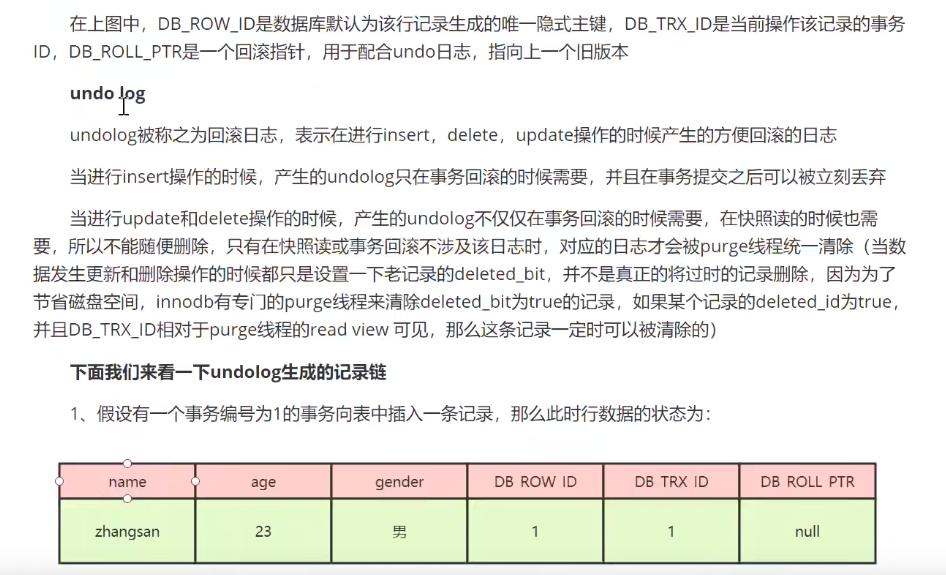 在上图中，DB_ROW_ID是数据库默认为该行记录生成的唯一隐式主键，DB_TRX_ID是当前操作该记录的事务
ID，DB_ROLL_PTR是一个回滚指针，用于配合undo日志，指向上一个旧版本
undo log
undolog被称之为回滚日志，表示在进行insert，delete，update操作的时候产生的方便回滚的日志
当进行insert操作的时候，产生的undolog只在事务回滚的时候需要，并且在事务提交之后可以被立刻丢弃
当进行update和delete操作的时候，产生的undolog不仅仅在事务回滚的时候需要，在快照读的时候也需
要，所以不能随便删除，只有在快照读或事务回滚不涉及该日志时，对应的日志才会被purge线程统一清除（当数
据发生更新和删除操作的时候都只是设置一下老记录的deleted_bit，并不是真正的将过时的记录删除，因为为了
节省磁盘空间，innodb有专门的purge线程来清除deleted_bit为true的记录，如果某个记录的deleted_id为true，
并且DB_TRX_ID相对于purge线程的read view 可见，那么这条记录一定时可以被清除的）
下面我们来看一下undolog生成的记录链
1、假设有一个事务编号为1的事务向表中插入一条记录，那么此时行数据的状态为：
name age gender DB ROW ID DB TRX ID DB ROLL PTR
zhangsan 23 男 1 1 null